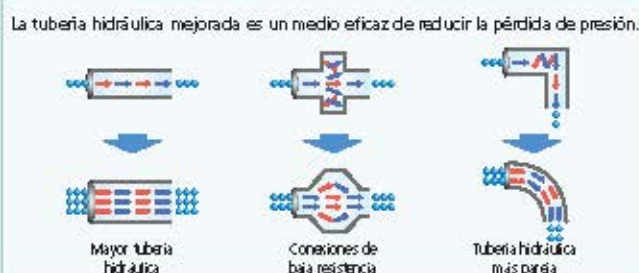 La tubería hidráulica mejorada es un medio eficaz de reducir la pérdida de presión.
Mayor tubería
hidráulica
Conexiones de
baja resistencia
Tubería hidráulica
más pareja